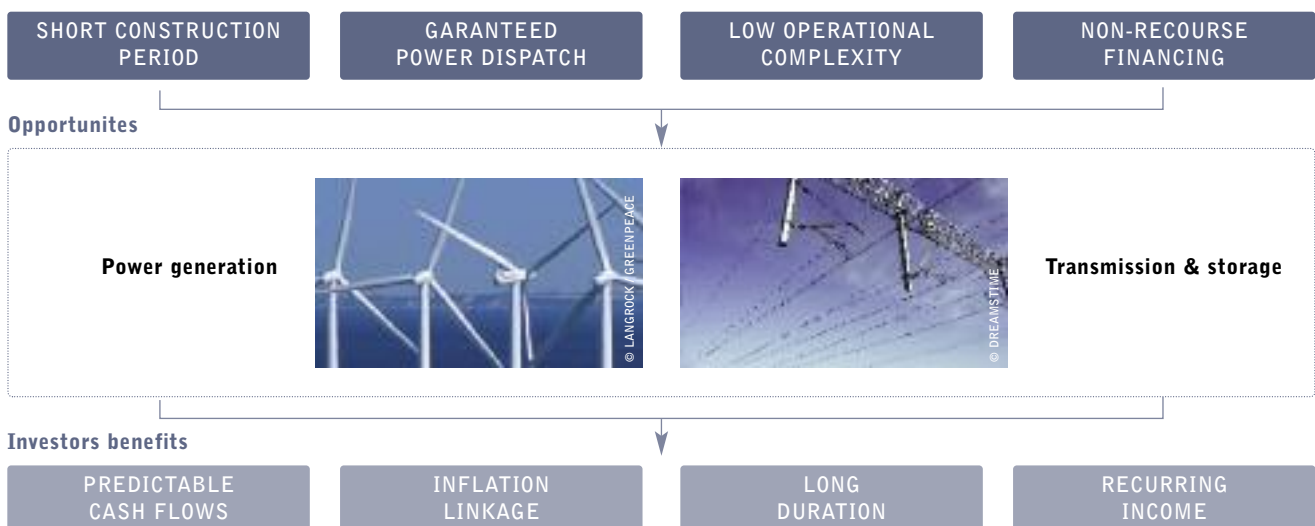 SHORT CONSTRUCTION
PERIOD
GARANTEED
POWER DISPATCH
LOW OPERATIONAL
COMPLEXITY
NON-RECOURSE
FINANCING
Opportunites
Power generation
© LANGROCK / GREENPEACE
© DREAMSTIME
Transmission & storage
Investors benefits
PREDICTABLE
CASH FLOWS
INFLATION
LINKAGE
LONG
DURATION
RECURRING
INCOME